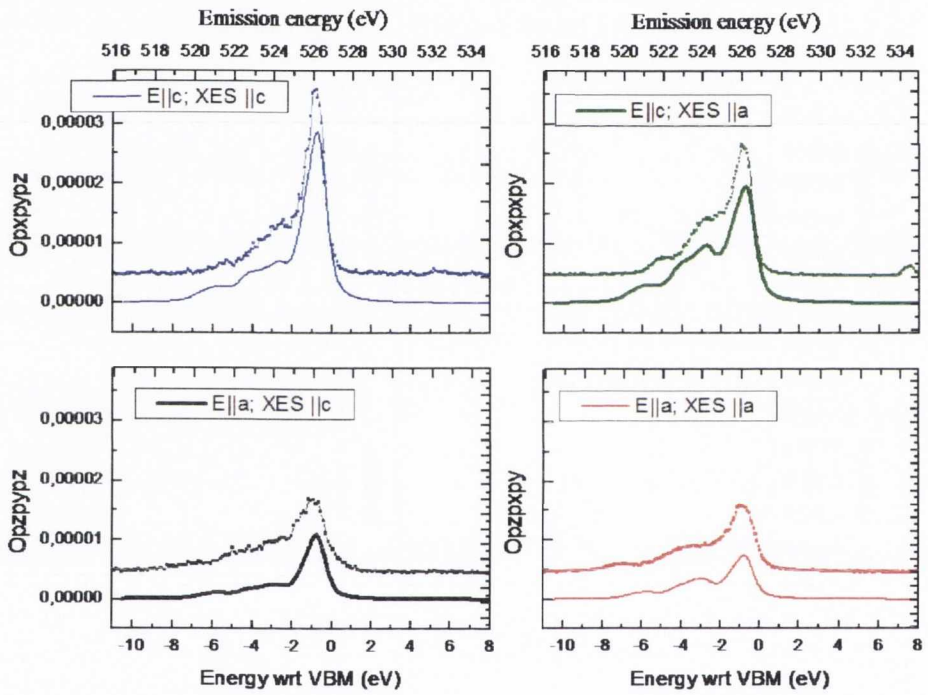 Emission energy (eV)
516 518 520 522 524 526 528 530 532 534
E||c; XES ||c
0,00003
0,00002
0,00001
0,00000
Opxpypz
Emission energy (eV)
516 518 520 522 524 526 528 530 532 534
E||c; XES ||a
Opxpxpy
E||a; XES ||c
0,00003
0,00002
0,00001
0,00000
Opzpypz
-10 -8 -6 -4 -2 0 2 4 6 8
Energy wrt VBM (eV)
E||a; XES ||a
Opzpxpy
-10 -8 -6 -4 -2 0 2 4 6 8
Energy wrt VBM (eV)